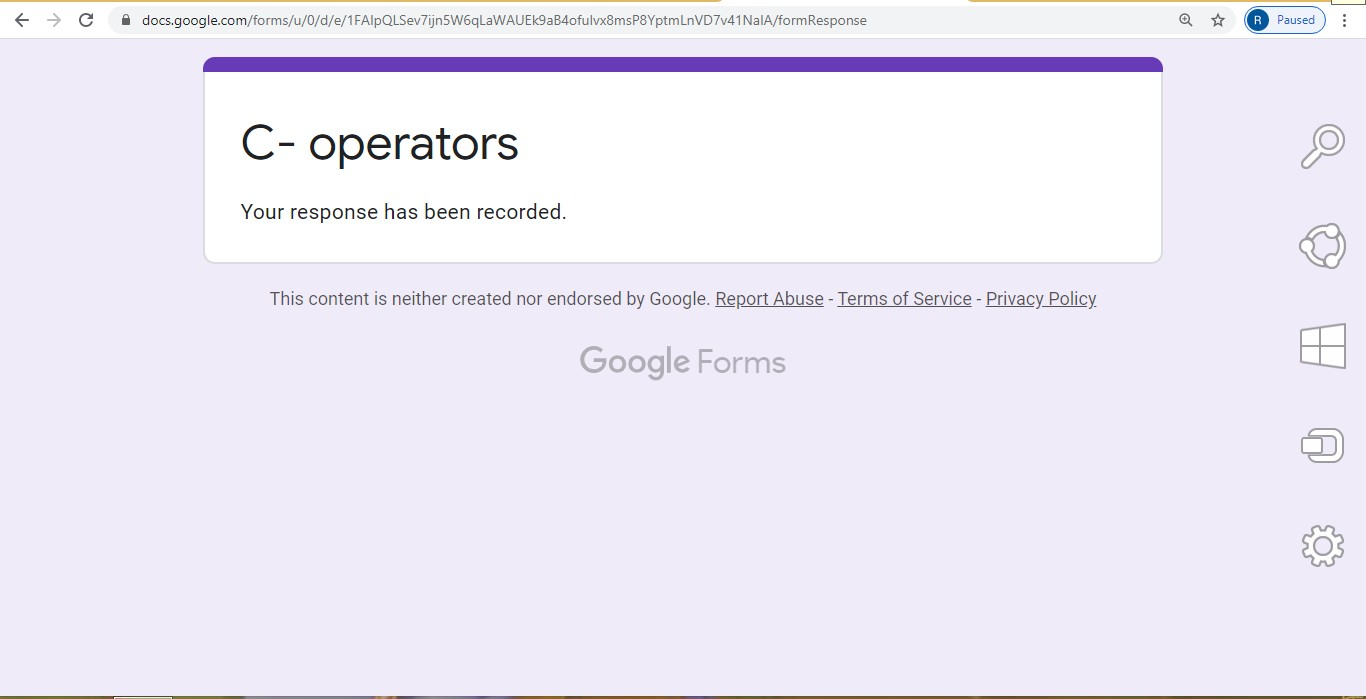 docs.google.com/forms/u/0/d/e/1FAIpQLSev7ijn5W6qLaWAUEk9aB4ofulvx8msP8YptmLnVD7v41NaIA/formResponse
R Paused
C- operators
Your response has been recorded.
This content is neither created nor endorsed by Google. Report Abuse - Terms of Service - Privacy Policy
Google Forms